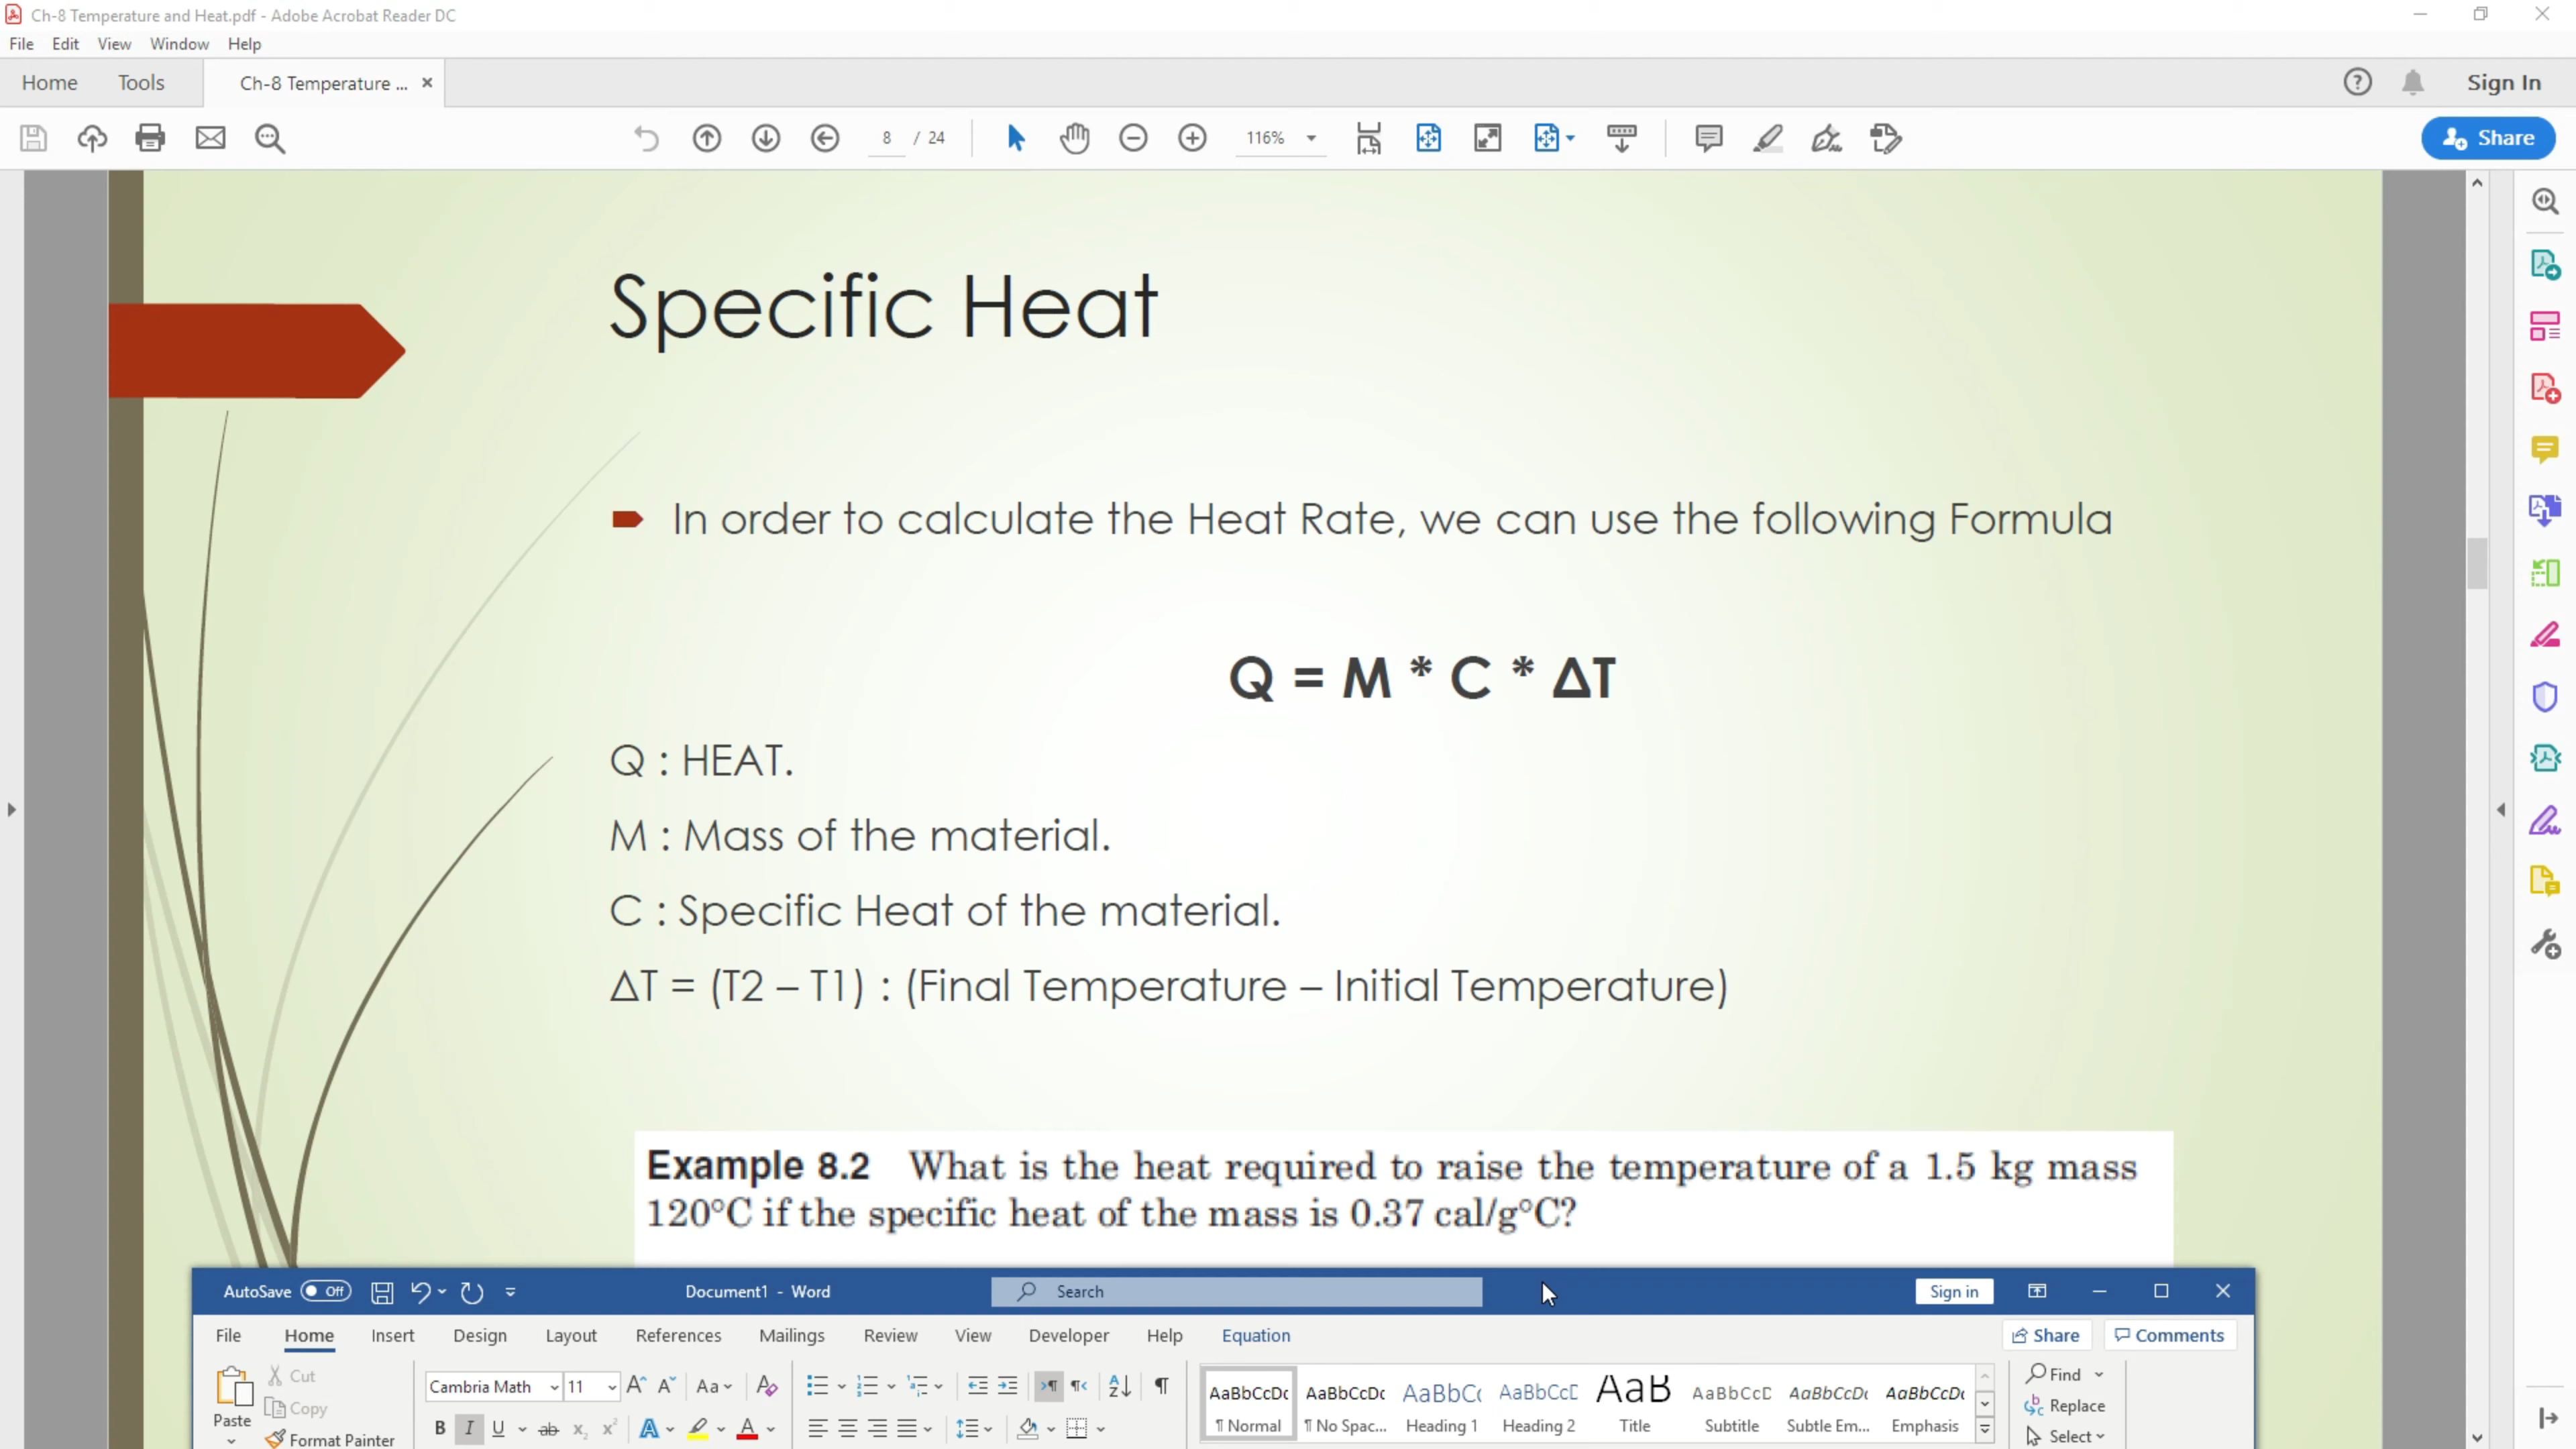 Ch-8 Temperature and Heat.pdf - Adobe Acrobat Reader DC
File Edit View Window Help
Home Tools Ch-8 Temperature ... Sign In
8 / 24 116% Share
Specific Heat
In order to calculate the Heat Rate, we can use the following Formula
Q = M * C * ΔT
Q : HEAT.
M : Mass of the material.
C : Specific Heat of the material.
ΔT = (T2 – T1) : (Final Temperature – Initial Temperature)
Example 8.2 What is the heat required to raise the temperature of a 1.5 kg mass
120°C if the specific heat of the mass is 0.37 cal/g°C?
AutoSave Off Document1 - Word Search Sign in
File Home Insert Design Layout References Mailings Review View Developer Help Equation Share Comments
Paste Cut Copy Format Painter
Cambria Math 11 Aa
B I U ab x₂ x² A A
AaBbCcDc AaBbCcDc AaBbCc AaBbCcD AaB AaBbCcD AaBbCcDc AaBbCcDc
¶ Normal ¶ No Spac... Heading 1 Heading 2 Title Subtitle Subtle Em... Emphasis
Find
Replace
Select